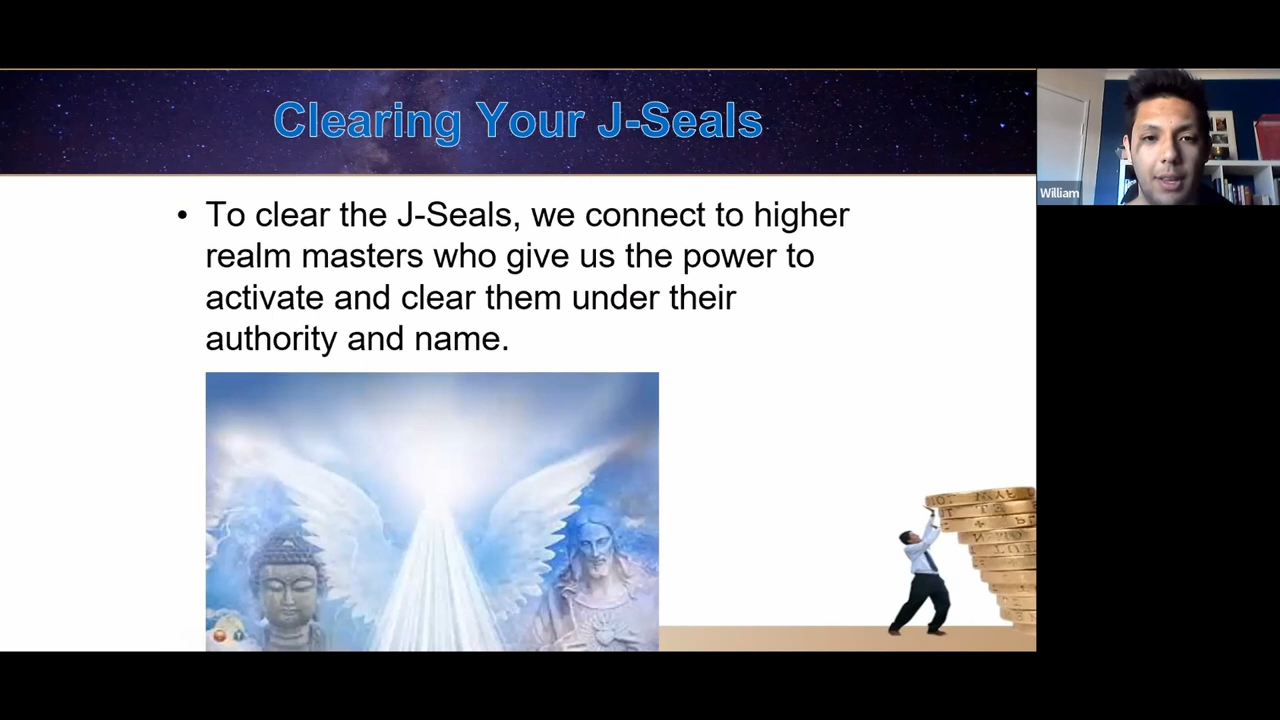 Clearing Your J-Seals
William
• To clear the J-Seals, we connect to higher
realm masters who give us the power to
activate and clear them under their
authority and name.